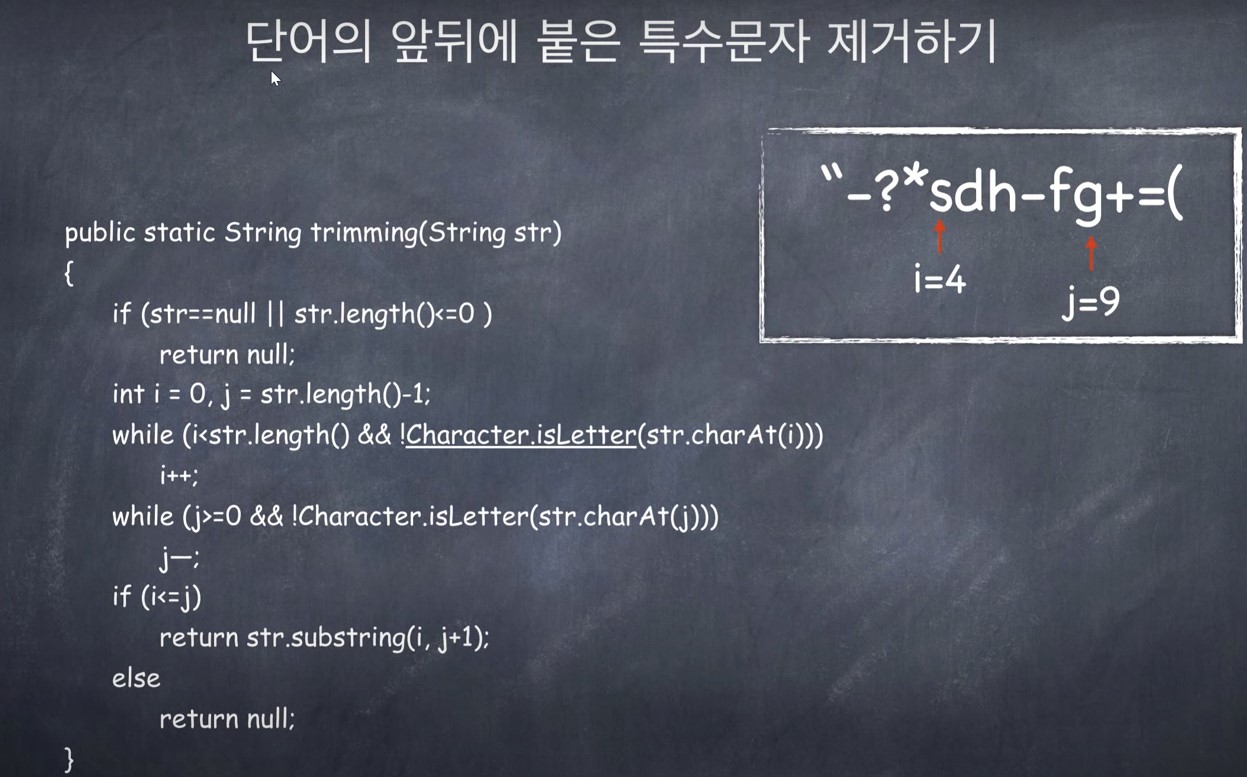 단어의 앞뒤에 붙은 특수문자 제거하기
“-?*sdh-fg+=(
i=4
j=9
public static String trimming(String str)
{
if (str==null || str.length()<=0 )
return null;
int i = 0, j = str.length()-1;
while (i<str.length() && !Character.isLetter(str.charAt(i)))
i++;
while (j>=0 && !Character.isLetter(str.charAt(j)))
j—;
if (i<=j)
return str.substring(i, j+1);
else
return null;
}